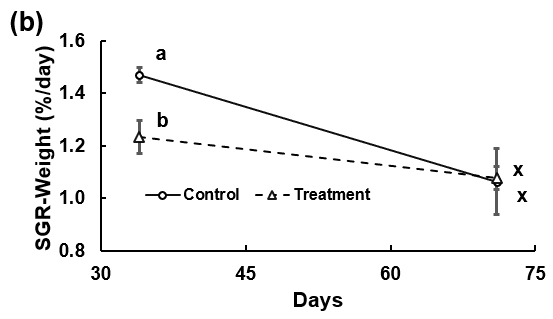 (b)
SGR-Weight (%/day)
1.6
1.4
1.2
1.0
0.8
a
b
x
x
Control
Treatment
30
45
60
75
Days